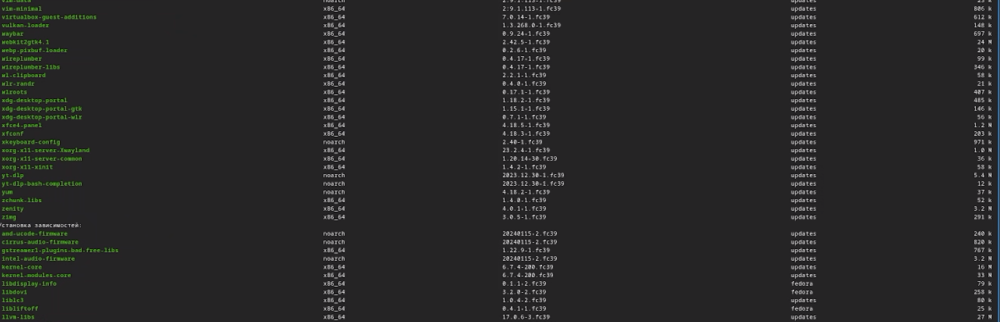 vim-data noarch 2:9.1.113-1.fc39 updates 23 k
vim-minimal x86_64 2:9.1.113-1.fc39 updates 806 k
virtualbox-guest-additions x86_64 7.0.14-1.fc39 updates 612 k
vulkan-loader x86_64 1.3.268.0-1.fc39 updates 148 k
waybar x86_64 0.9.24-1.fc39 updates 697 k
webkit2gtk4.1 x86_64 2.42.5-1.fc39 updates 24 M
webp-pixbuf-loader x86_64 0.2.6-1.fc39 updates 20 k
wireplumber x86_64 0.4.17-1.fc39 updates 99 k
wireplumber-libs x86_64 0.4.17-1.fc39 updates 346 k
wl-clipboard x86_64 2.2.1-1.fc39 updates 58 k
wlr-randr x86_64 0.4.0-1.fc39 updates 21 k
wlroots x86_64 0.17.1-1.fc39 updates 407 k
xdg-desktop-portal x86_64 1.18.2-1.fc39 updates 485 k
xdg-desktop-portal-gtk x86_64 1.15.1-1.fc39 updates 146 k
xdg-desktop-portal-wlr x86_64 0.7.1-1.fc39 updates 56 k
xfce4-panel x86_64 4.18.5-1.fc39 updates 1.2 M
xfconf x86_64 4.18.3-1.fc39 updates 203 k
xkeyboard-config noarch 2.40-1.fc39 updates 971 k
xorg-x11-server-Xwayland x86_64 23.2.4-1.fc39 updates 1.0 M
xorg-x11-server-common x86_64 1.20.14-30.fc39 updates 36 k
xorg-x11-xinit x86_64 1.4.2-1.fc39 updates 58 k
yt-dlp noarch 2023.12.30-1.fc39 updates 5.4 M
yt-dlp-bash-completion noarch 2023.12.30-1.fc39 updates 12 k
yum noarch 4.18.2-1.fc39 updates 37 k
zchunk-libs x86_64 1.4.0-1.fc39 updates 52 k
zenity x86_64 4.0.1-1.fc39 updates 3.2 M
zimg x86_64 3.0.5-1.fc39 updates 291 k
Установка зависимостей:
amd-ucode-firmware noarch 20240115-2.fc39 updates 240 k
cirrus-audio-firmware noarch 20240115-2.fc39 updates 820 k
gstreamer1-plugins-bad-free-libs x86_64 1.22.9-1.fc39 updates 767 k
intel-audio-firmware noarch 20240115-2.fc39 updates 3.2 M
kernel-core x86_64 6.7.4-200.fc39 updates 16 M
kernel-modules-core x86_64 6.7.4-200.fc39 updates 33 M
libdisplay-info x86_64 0.1.1-2.fc39 fedora 79 k
libdovi x86_64 3.2.0-2.fc39 fedora 258 k
liblc3 x86_64 1.0.4-2.fc39 updates 80 k
libliftoff x86_64 0.4.1-1.fc39 fedora 25 k
llvm-libs x86_64 17.0.6-3.fc39 updates 27 M